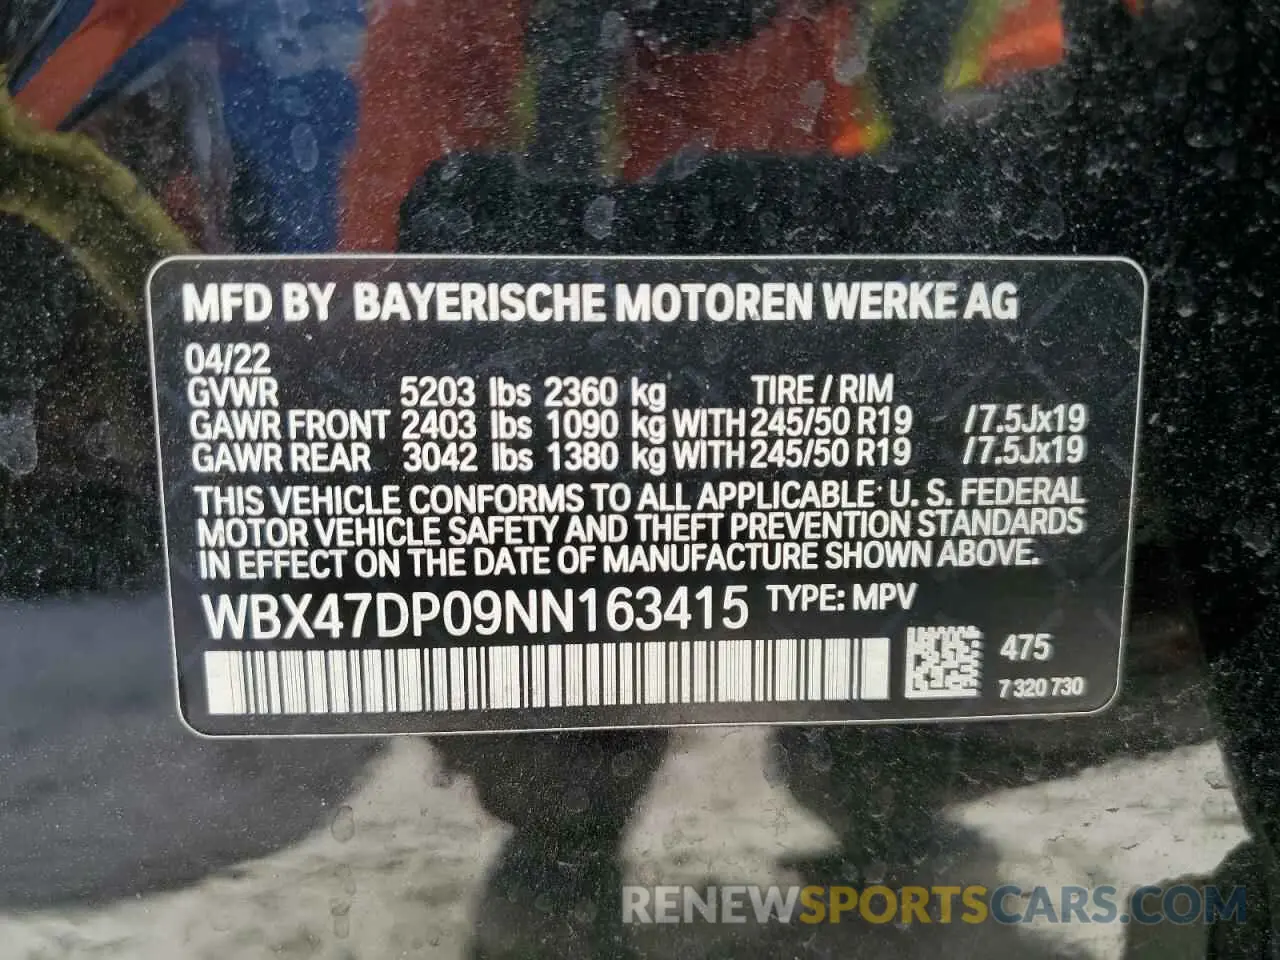 MFD BY BAYERISCHE MOTOREN WERKE AG
04/22
GVWR 5203 lbs 2360 kg TIRE / RIM
GAWR FRONT 2403 lbs 1090 kg WITH 245/50 R19 /7.5Jx19
GAWR REAR 3042 lbs 1380 kg WITH 245/50 R19 /7.5Jx19
THIS VEHICLE CONFORMS TO ALL APPLICABLE U. S. FEDERAL
MOTOR VEHICLE SAFETY AND THEFT PREVENTION STANDARDS
IN EFFECT ON THE DATE OF MANUFACTURE SHOWN ABOVE.
WBX47DP09NN163415 TYPE: MPV
475
7 320 730
RENEWSPORTSCARS.COM